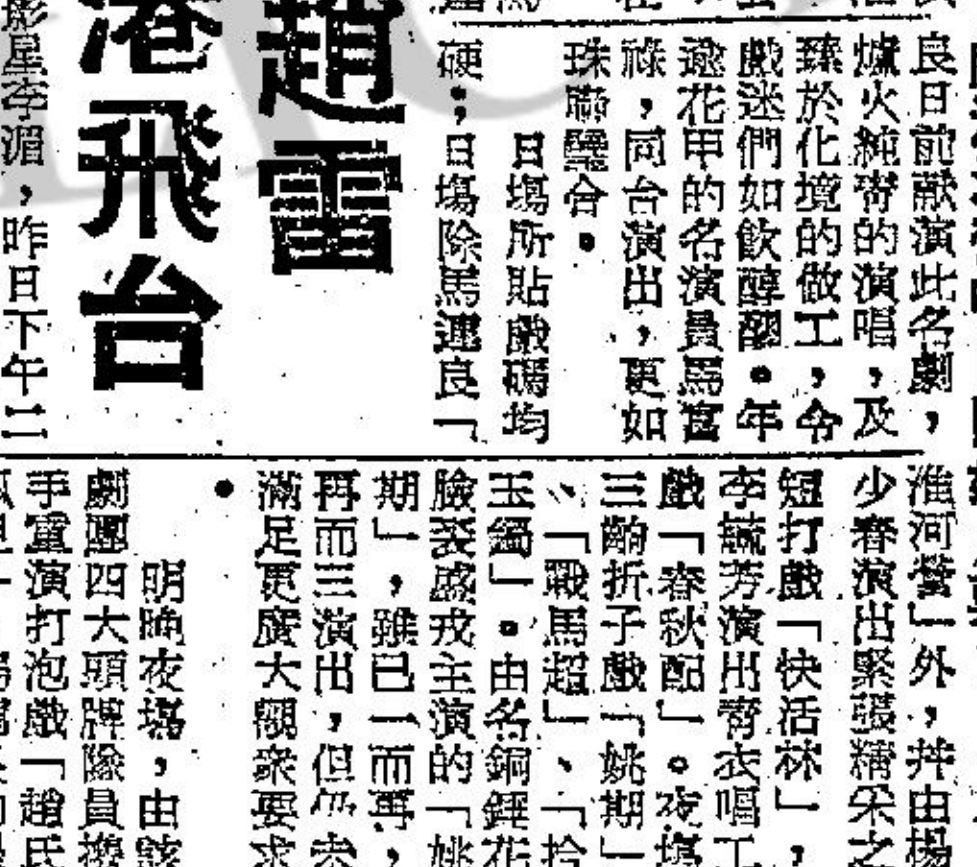 良日前献演此名劇，
爐火純青的演唱，及
臻於化境的做工，令
戲迷們如飲醇醪。年
逾花甲的名演員馬富
祿，同台演出，更如
珠聯璧合。
日場所貼戲碼均
硬；日場除馬連良「
趙雷
港飛台
影星李湄，昨日下午二
淮河營」外，幷由楊
少春演出緊張精采之
短打戲「快活林」，
李毓芳演出青衣唱工
戲「春秋配」。夜場
三齣折子戲「姚期」
、「戰馬超」、「拾
玉鐲」。由名銅錘花
臉裘盛戎主演的「姚
期」，雖已一而再，
再而三演出，但仍未
滿足更廣大觀衆要求
。
明晚夜場，由該
劇團四大頭牌隊員
手重演打泡戲「趙氏